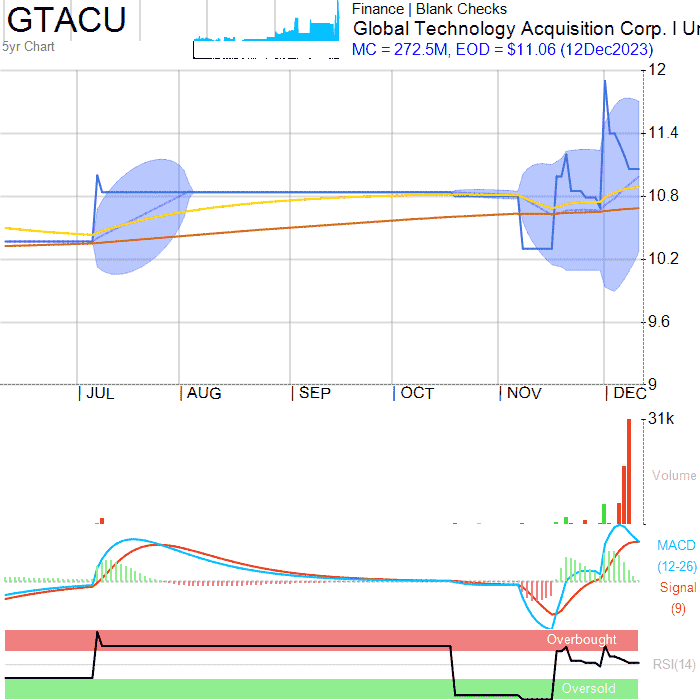 GTACU
5yr Chart
Finance | Blank Checks
Global Technology Acquisition Corp. I Un
MC = 272.5M, EOD = $11.06 (12Dec2023)
12
11.4
10.8
10.2
9.6
9
| JUL | AUG | SEP | OCT | NOV | DEC
31k
Volume
MACD
(12-26)
Signal
(9)
Overbought
RSI(14)
Oversold